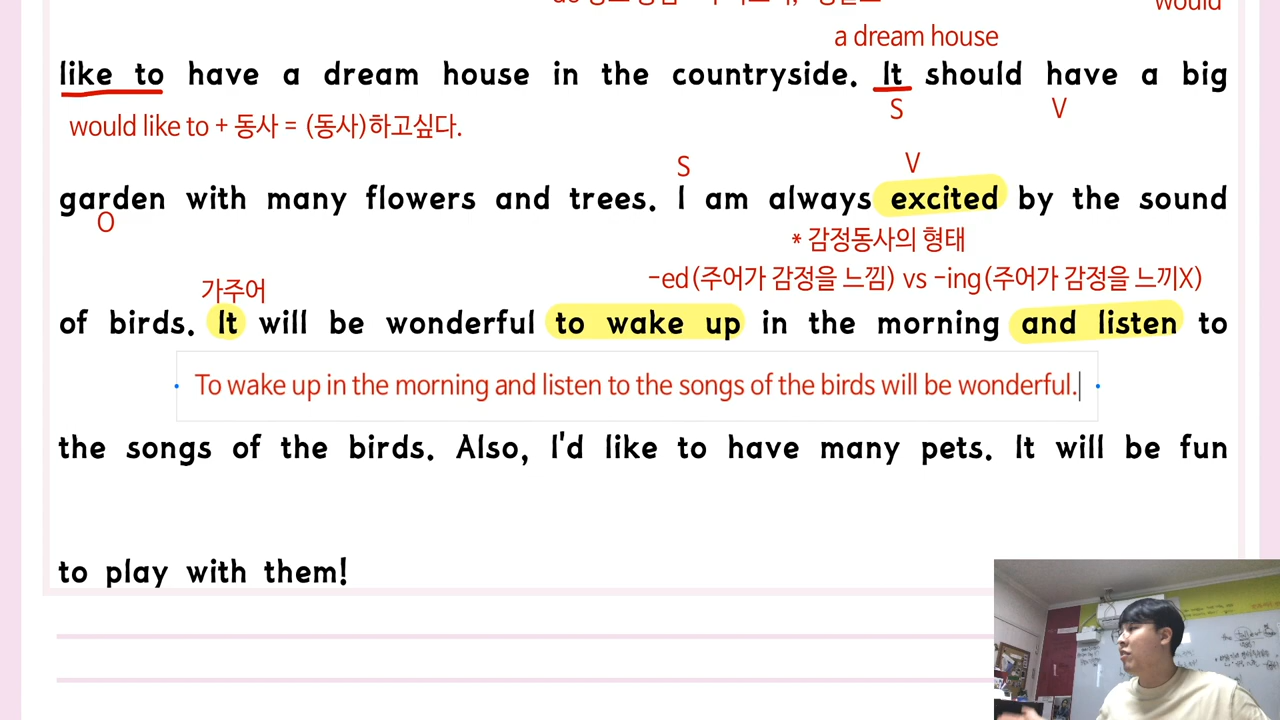 would
a dream house
like to have a dream house in the countryside. It should have a big
S V
would like to + 동사 = (동사)하고싶다.
S V
garden with many flowers and trees. I am always excited by the sound
O
* 감정동사의 형태
-ed(주어가 감정을 느낌) vs -ing(주어가 감정을 느끼X)
가주어
of birds. It will be wonderful to wake up in the morning and listen to
To wake up in the morning and listen to the songs of the birds will be wonderful.
the songs of the birds. Also, I'd like to have many pets. It will be fun
to play with them!